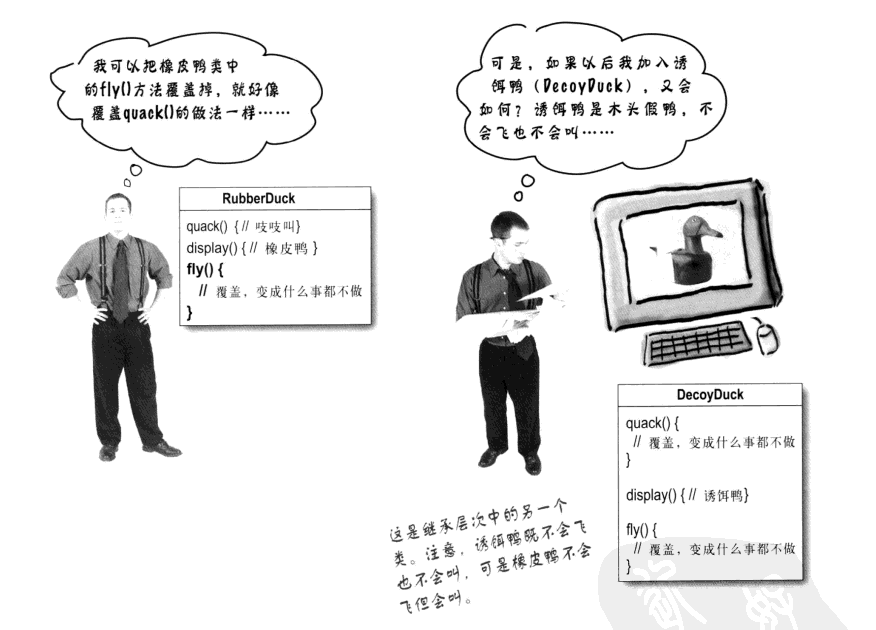 我可以把橡皮鸭类中
的fly()方法覆盖掉，就好像
覆盖quack()的做法一样……
RubberDuck
quack() { // 吱吱叫}
display() { // 橡皮鸭 }
fly() {
// 覆盖，变成什么事都不做
}
可是，如果以后我加入诱
饵鸭（DecoyDuck），又会
如何？诱饵鸭是木头假鸭，不
会飞也不会叫……
DecoyDuck
quack() {
// 覆盖，变成什么事都不做
}
display() { // 诱饵鸭}
fly() {
// 覆盖，变成什么事都不做
}
这是继承层次中的另一个
类。注意，诱饵鸭既不会飞
也不会叫，可是橡皮鸭不会
飞但会叫。